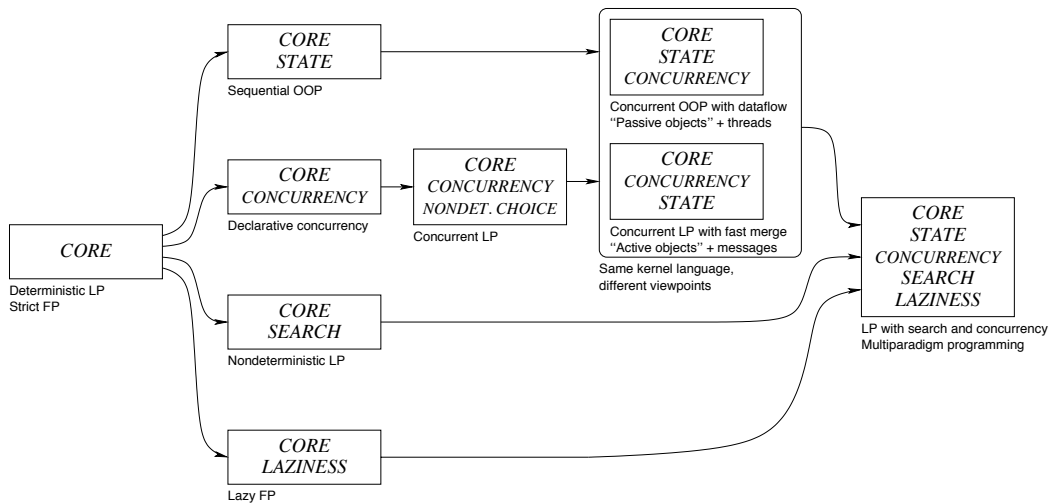 CORE
Deterministic LP
Strict FP
CORE
STATE
Sequential OOP
CORE
CONCURRENCY
Declarative concurrency
CORE
CONCURRENCY
NONDET. CHOICE
Concurrent LP
CORE
SEARCH
Nondeterministic LP
CORE
LAZINESS
Lazy FP
CORE
STATE
CONCURRENCY
Concurrent OOP with dataflow
“Passive objects” + threads
CORE
CONCURRENCY
STATE
Concurrent LP with fast merge
“Active objects” + messages
Same kernel language,
different viewpoints
CORE
STATE
CONCURRENCY
SEARCH
LAZINESS
LP with search and concurrency
Multiparadigm programming